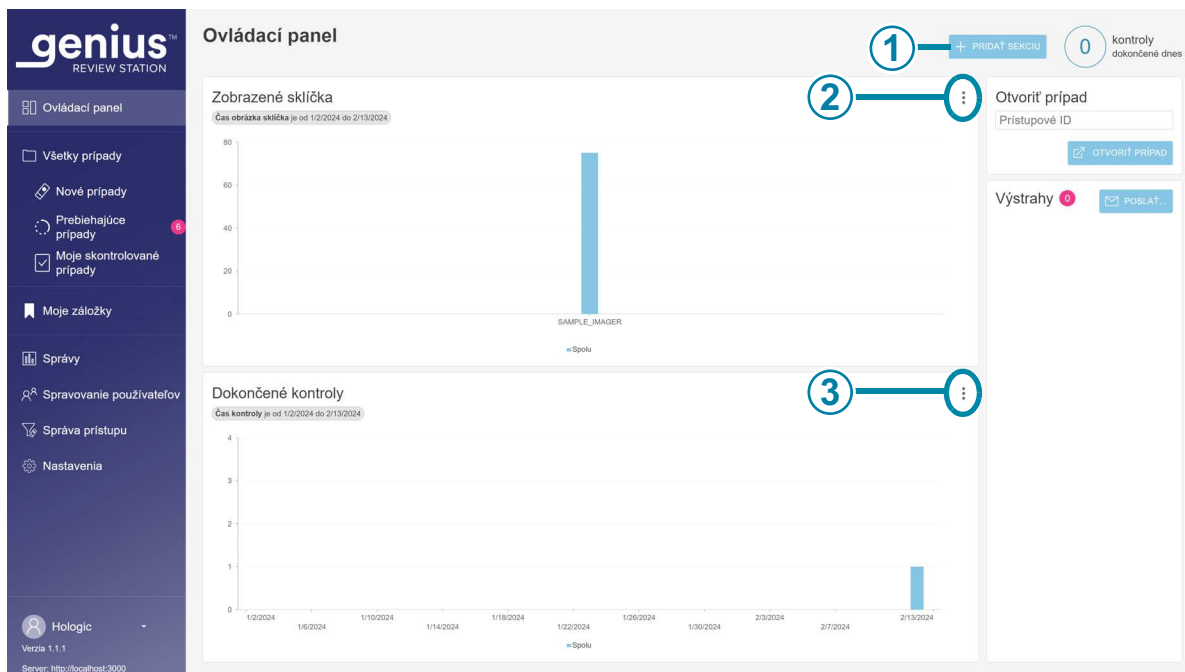 genius™
REVIEW STATION
Ovládací panel
Všetky prípady
Nové prípady
Prebiehajúce
prípady
6
Moje skontrolované
prípady
Moje záložky
Správy
Spravovanie používateľov
Správa prístupu
Nastavenia
Hologic
Verzia 1.1.1
Server: http://localhost:3000
Ovládací panel
1
+ PRIDAŤ SEKCIU
0
kontroly
dokončené dnes
Zobrazené sklíčka
2
Čas obrázka sklíčka je od 1/2/2024 do 2/13/2024
80
60
40
20
0
SAMPLE_IMAGER
Spolu
Dokončené kontroly
3
Čas kontroly je od 1/2/2024 do 2/13/2024
4
3
2
1
0
1/2/2024
1/6/2024
1/10/2024
1/14/2024
1/18/2024
1/22/2024
1/26/2024
1/30/2024
2/3/2024
2/7/2024
2/13/2024
Spolu
Otvoriť prípad
Prístupové ID
OTVORIŤ PRÍPAD
Výstrahy 0
POSLAŤ...